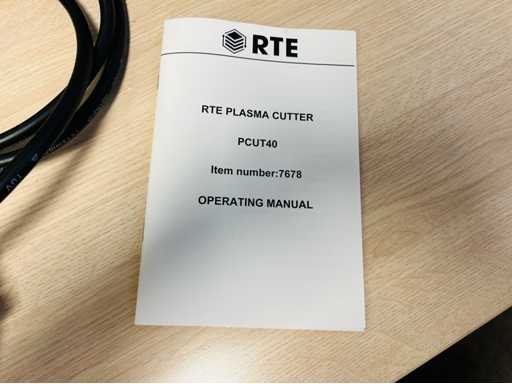 RTE
RTE PLASMA CUTTER
PCUT40
Item number:7678
OPERATING MANUAL